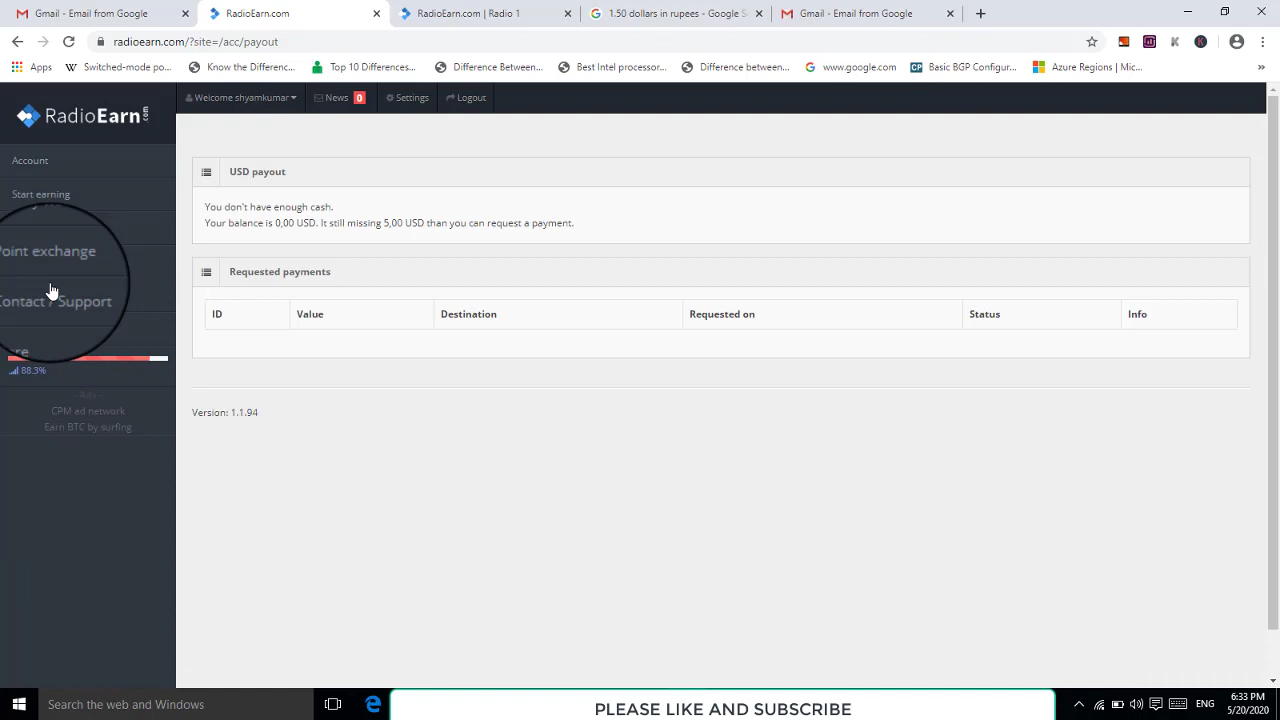 Gmail - Email from Google
RadioEarn.com
RadioEarn.com | Radio 1
1.50 dollars in rupees - Google S
Gmail - Email from Google
radioearn.com/?site=/acc/payout
Apps
Switched-mode po...
Know the Differenc...
Top 10 Differences...
Difference Between...
Best Intel processor...
Difference between...
www.google.com
Basic BGP Configur...
Azure Regions | Mic...
»
RadioEarn.com
Welcome shyamkumar
News 0
Settings
Logout
Account
Start earning
Point exchange
Contact / Support
88.3%
- Ads -
CPM ad network
Earn BTC by surfing
USD payout
You don't have enough cash.
Your balance is 0,00 USD. It still missing 5,00 USD than you can request a payment.
Requested payments
ID Value Destination Requested on Status Info
Version: 1.1.94
Search the web and Windows
PLEASE LIKE AND SUBSCRIBE
ENG
6:33 PM
5/20/2020